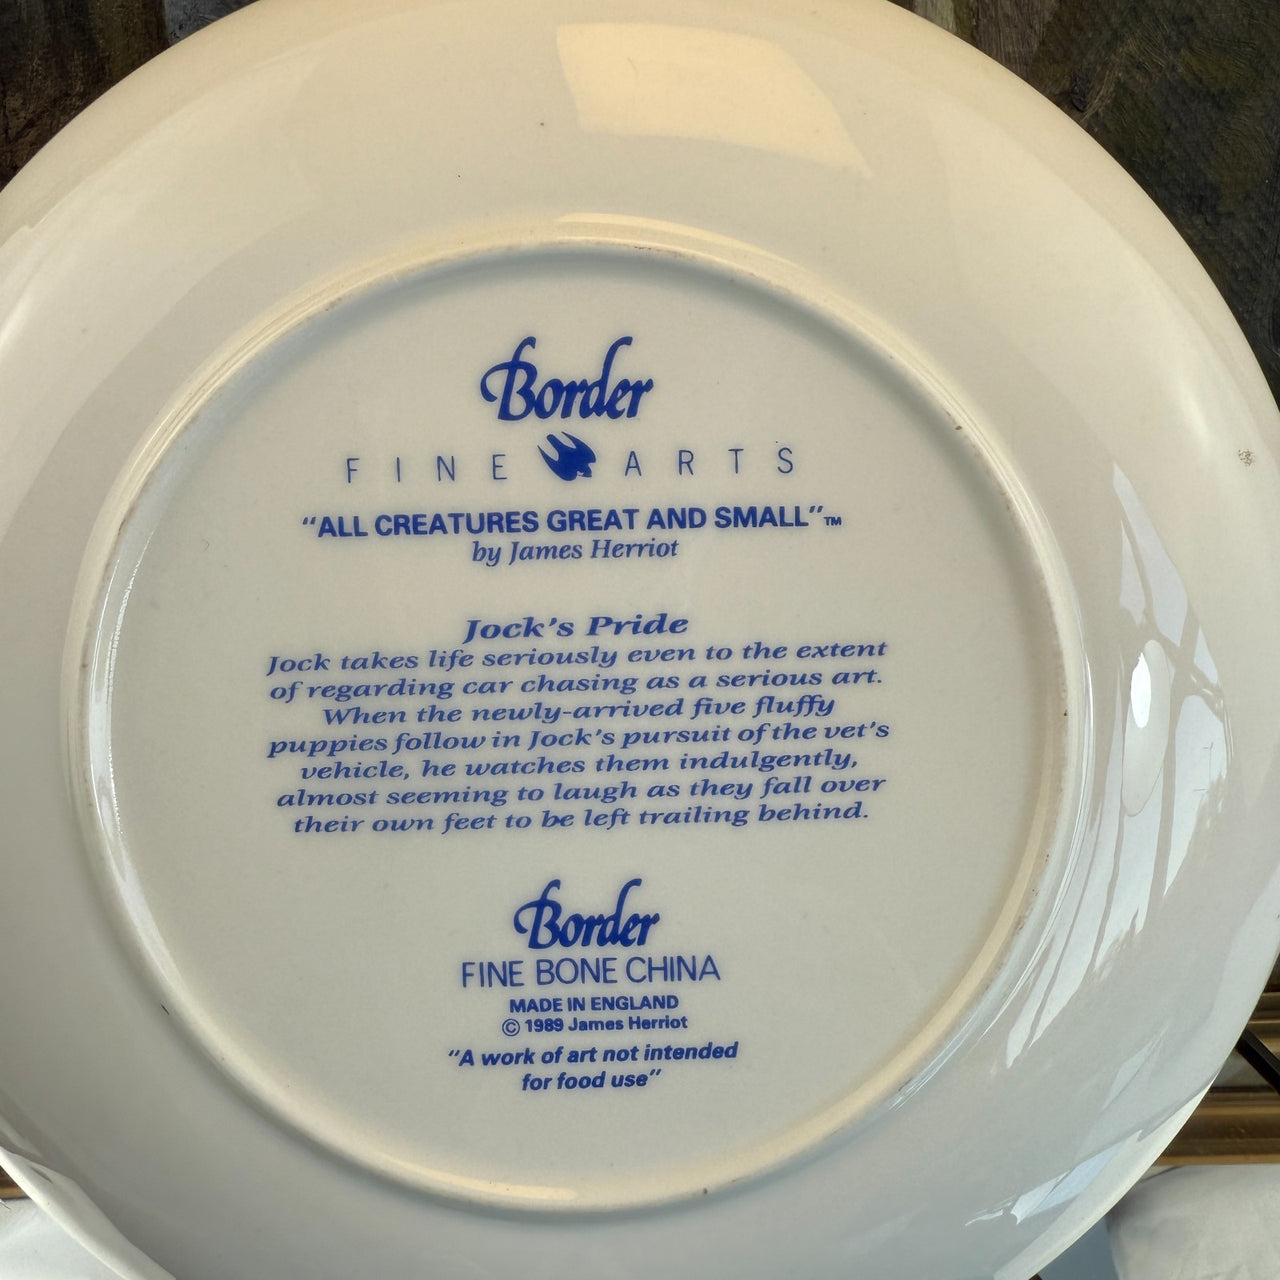 Border
FINE ARTS
"ALL CREATURES GREAT AND SMALL"™
by James Herriot
Jock's Pride
Jock takes life seriously even to the extent
of regarding car chasing as a serious art.
When the newly-arrived five fluffy
puppies follow in Jock's pursuit of the vet's
vehicle, he watches them indulgently,
almost seeming to laugh as they fall over
their own feet to be left trailing behind.
Border
FINE BONE CHINA
MADE IN ENGLAND
© 1989 James Herriot
"A work of art not intended
for food use"